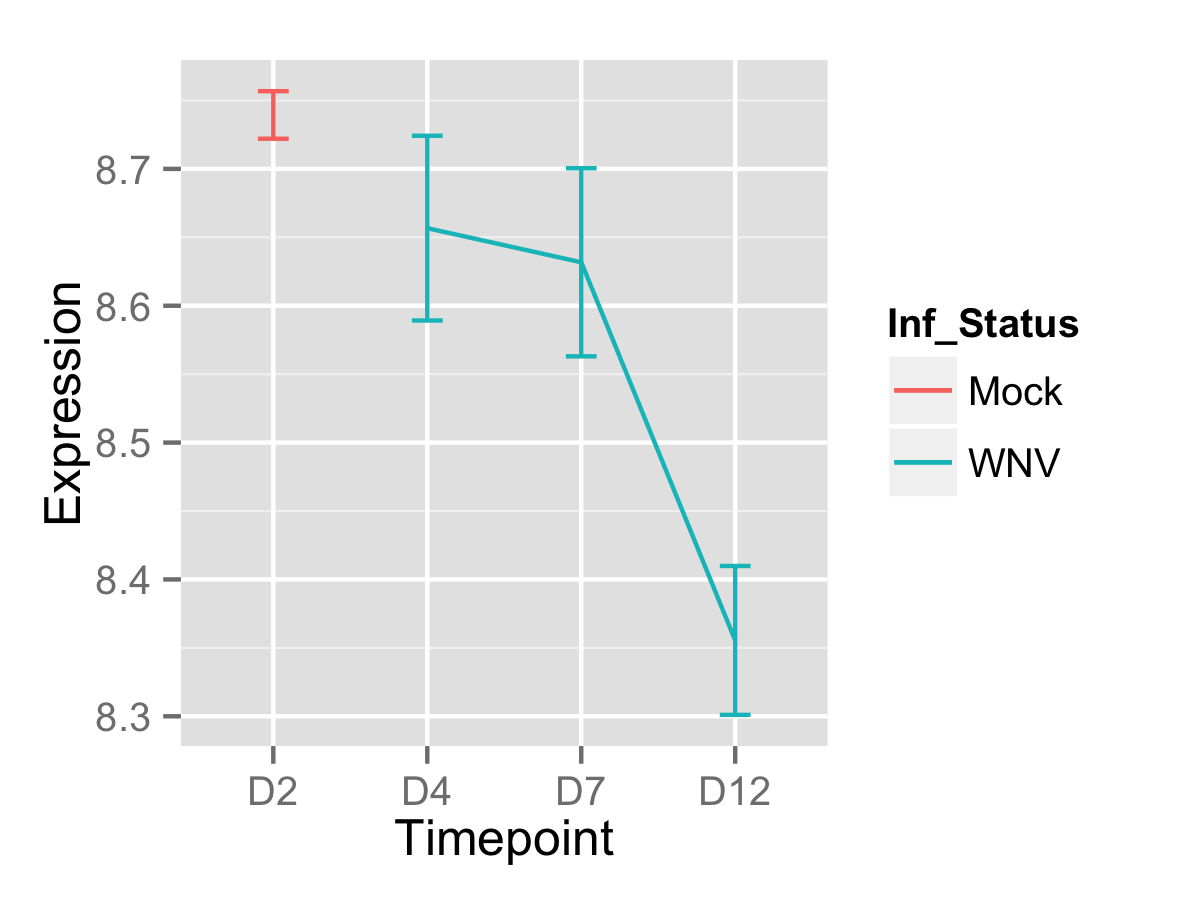 8.7
8.6
8.5
8.4
8.3
Expression
D2 D4 D7 D12
Timepoint
Inf_Status
Mock
WNV